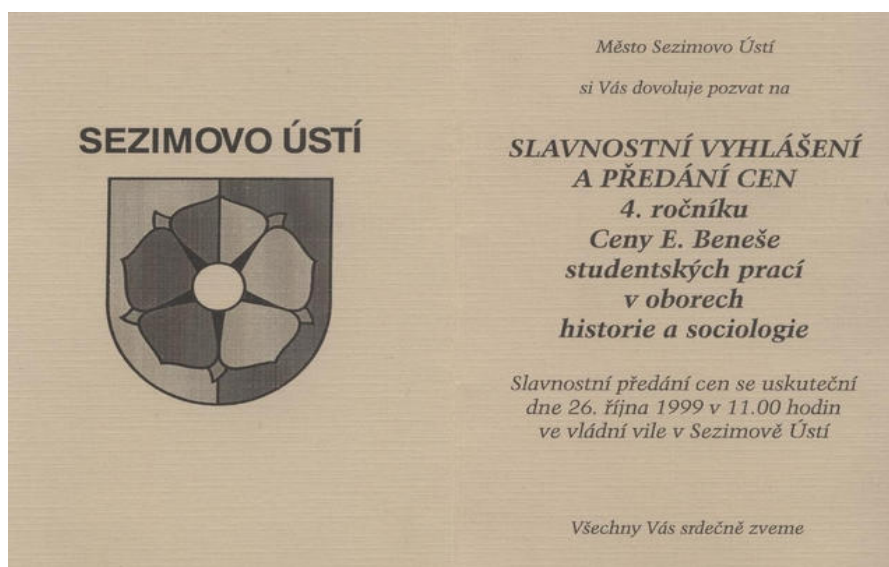 SEZIMOVO ÚSTÍ
Město Sezimovo Ústí
si Vás dovoluje pozvat na
SLAVNOSTNÍ VYHLÁŠENÍ
A PŘEDÁNÍ CEN
4. ročníku
Ceny E. Beneše
studentských prací
v oborech
historie a sociologie
Slavnostní předání cen se uskuteční
dne 26. října 1999 v 11.00 hodin
ve vládní vile v Sezimově Ústí
Všechny Vás srdečně zveme